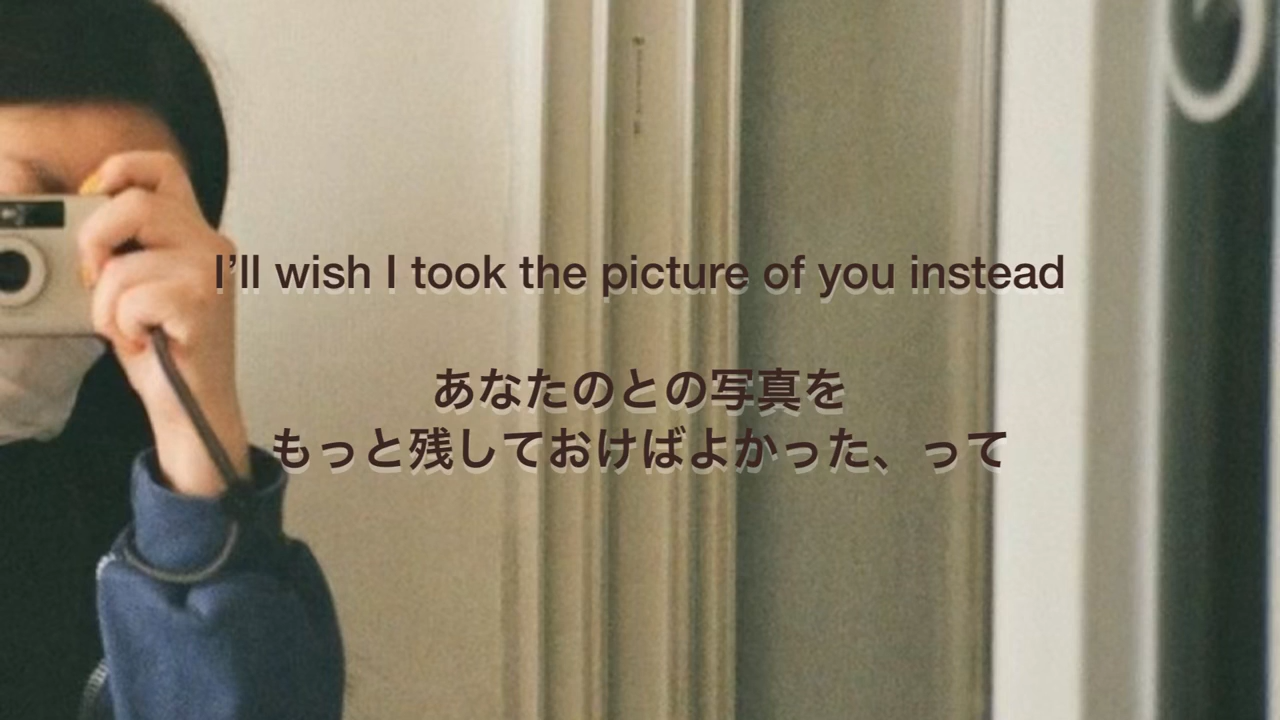 I’ll wish I took the picture of you instead
あなたのとの写真を
もっと残しておけばよかった、って